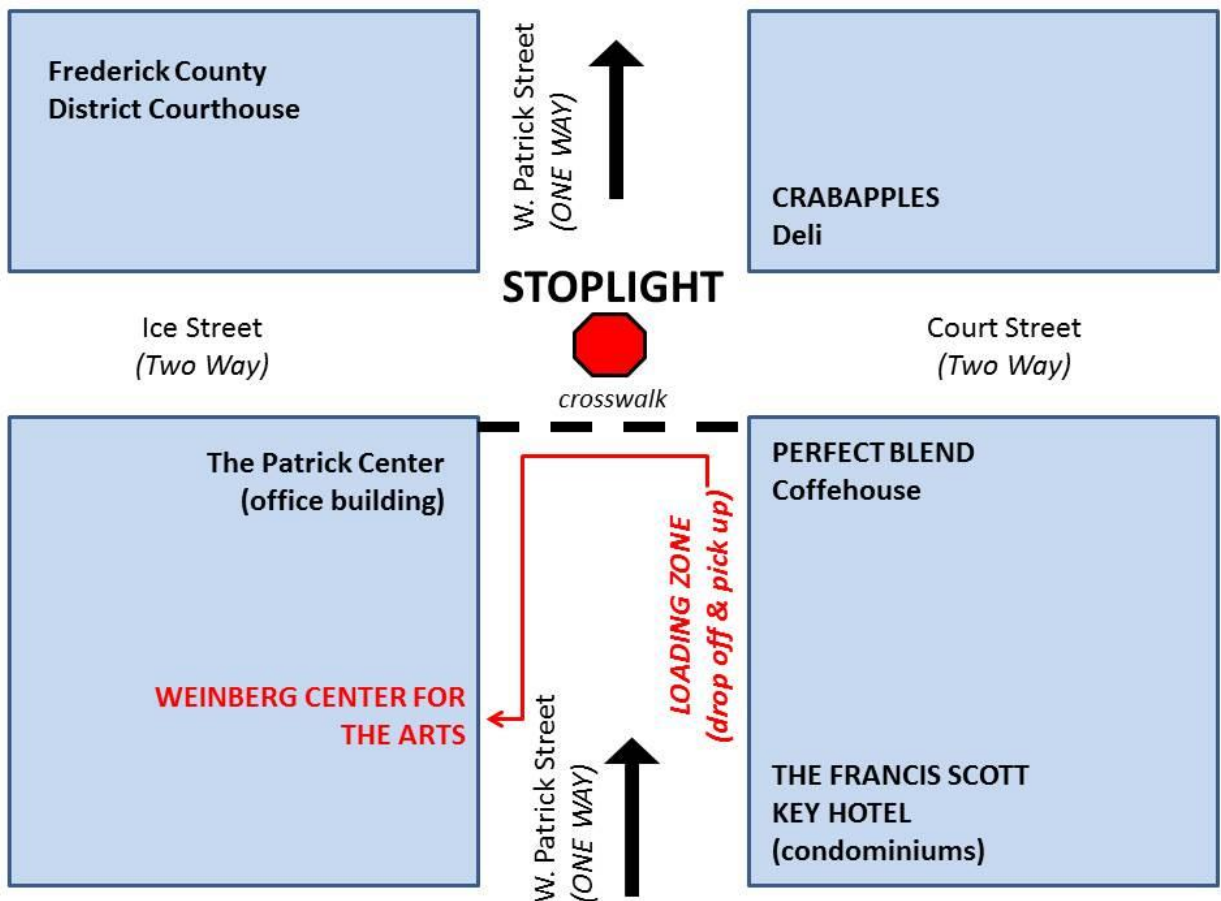 Frederick County
District Courthouse
W. Patrick Street
(ONE WAY)
CRABAPPLES
Deli
STOPLIGHT
Ice Street
(Two Way)
Court Street
(Two Way)
crosswalk
The Patrick Center
(office building)
PERFECT BLEND
Coffehouse
LOADING ZONE
(drop off & pick up)
WEINBERG CENTER FOR
THE ARTS
W. Patrick Street
(ONE WAY)
THE FRANCIS SCOTT
KEY HOTEL
(condominiums)